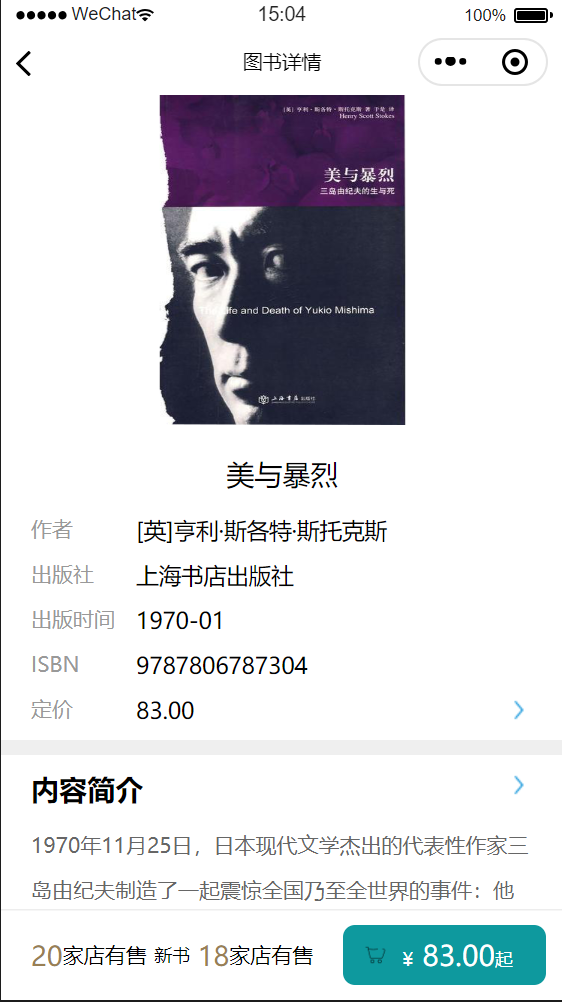 WeChat 15:04 100%
图书详情
[英] 亨利·斯各特·斯托克斯 著 于是 译
Henry Scott Stokes
美与暴烈
三岛由纪夫的生与死
The Life and Death of Yukio Mishima
上海书店出版社
美与暴烈
作者 [英]亨利·斯各特·斯托克斯
出版社 上海书店出版社
出版时间 1970-01
ISBN 9787806787304
定价 83.00
内容简介
1970年11月25日，日本现代文学杰出的代表性作家三
岛由纪夫制造了一起震惊全国乃至全世界的事件：他
20家店有售 新书 18家店有售 ¥ 83.00起